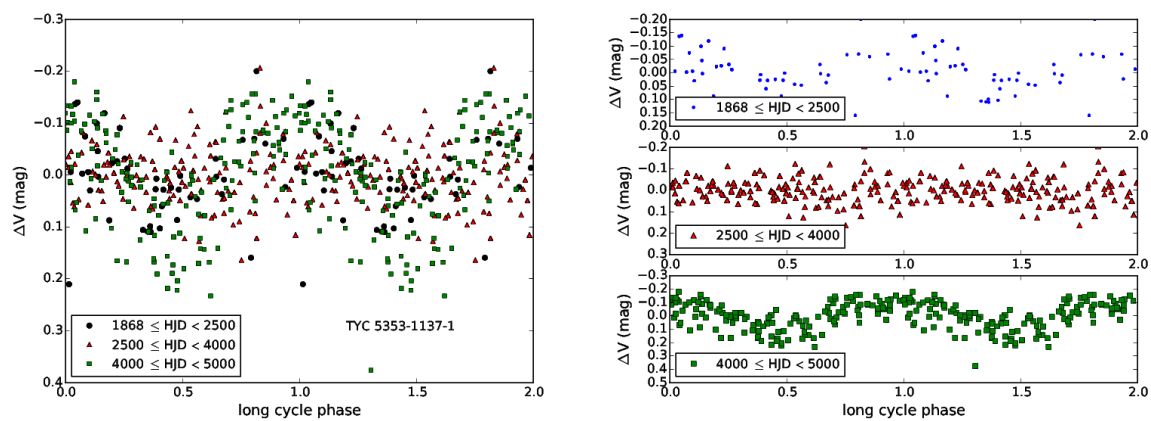 −0.3
−0.2
−0.1
0.0
0.1
0.2
0.3
0.4
ΔV (mag)
TYC 5353-1137-1
1868 ≤ HJD < 2500
2500 ≤ HJD < 4000
4000 ≤ HJD < 5000
0.0 0.5 1.0 1.5 2.0
long cycle phase
−0.20
−0.15
−0.10
−0.05
0.00
0.05
0.10
0.15
0.20
ΔV (mag)
1868 ≤ HJD < 2500
0.0 0.5 1.0 1.5 2.0
−0.2
−0.1
0.0
0.1
0.2
0.3
ΔV (mag)
2500 ≤ HJD < 4000
0.0 0.5 1.0 1.5 2.0
−0.3
−0.2
−0.1
0.0
0.1
0.2
0.3
0.4
0.5
ΔV (mag)
4000 ≤ HJD < 5000
0.0 0.5 1.0 1.5 2.0
long cycle phase